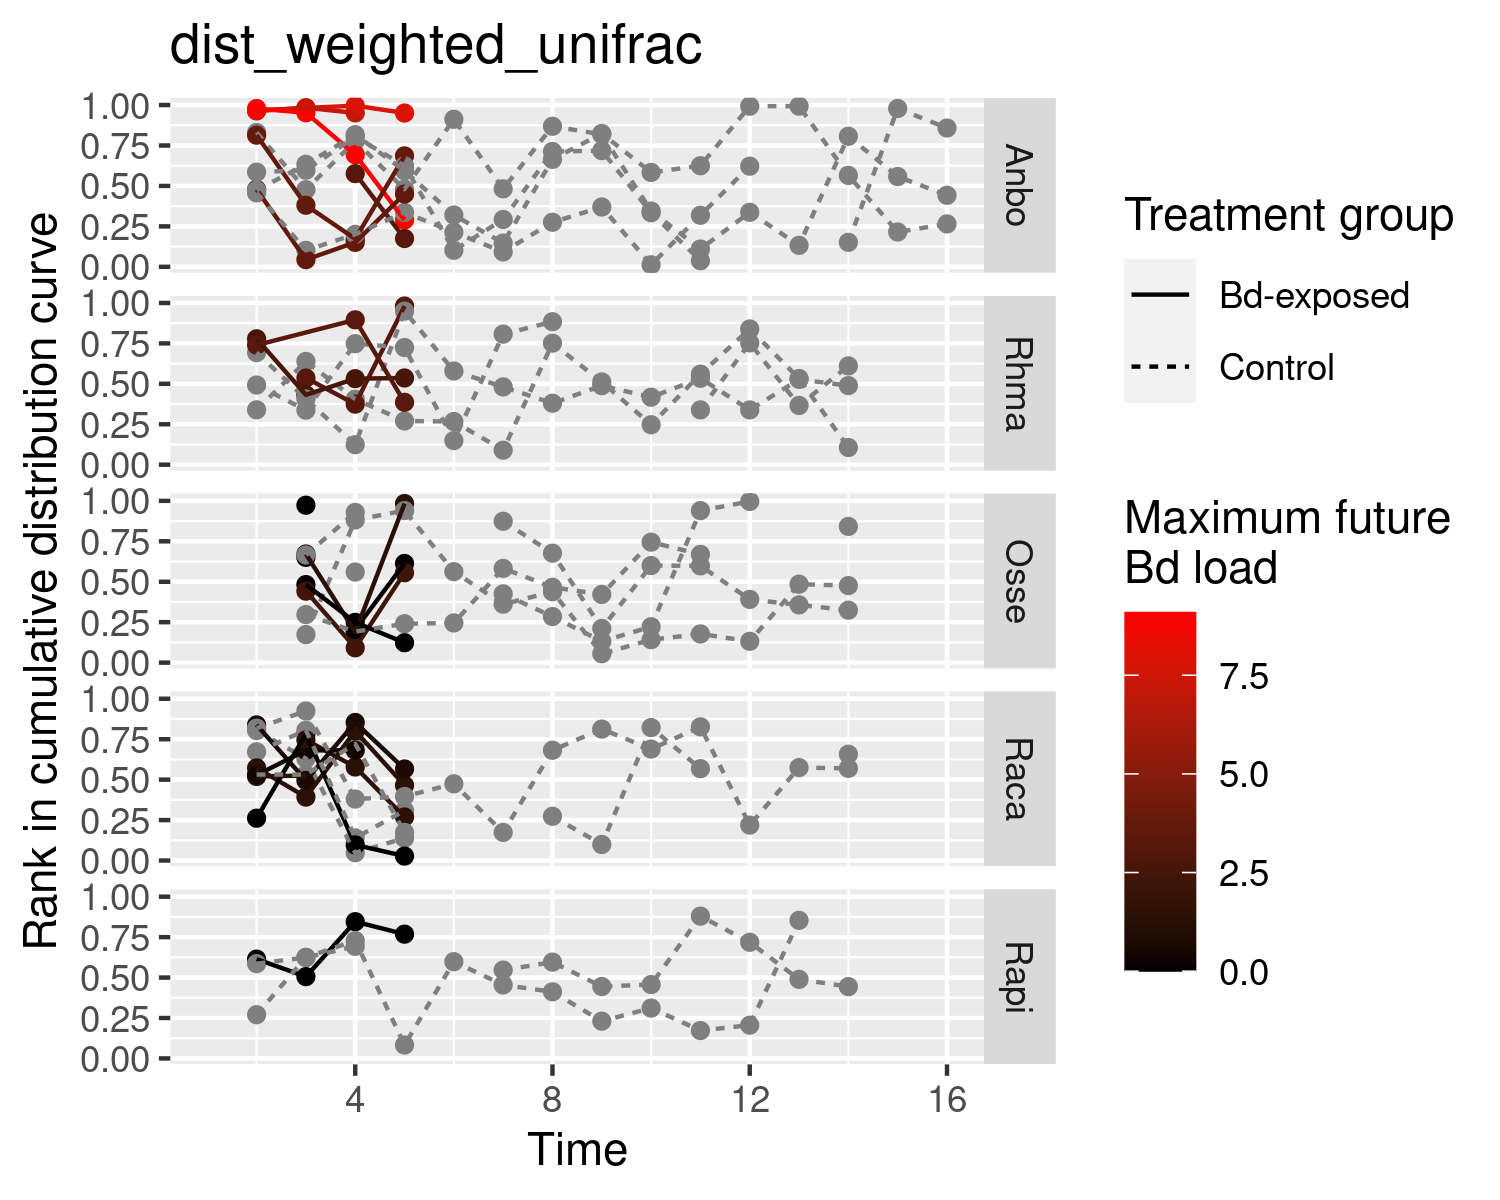 dist_weighted_unifrac
Rank in cumulative distribution curve
1.00
0.75
0.50
0.25
0.00
Anbo
1.00
0.75
0.50
0.25
0.00
Rhma
1.00
0.75
0.50
0.25
0.00
Osse
1.00
0.75
0.50
0.25
0.00
Raca
1.00
0.75
0.50
0.25
0.00
Rapi
4 8 12 16
Time
Treatment group
Bd-exposed
Control
Maximum future
Bd load
7.5
5.0
2.5
0.0